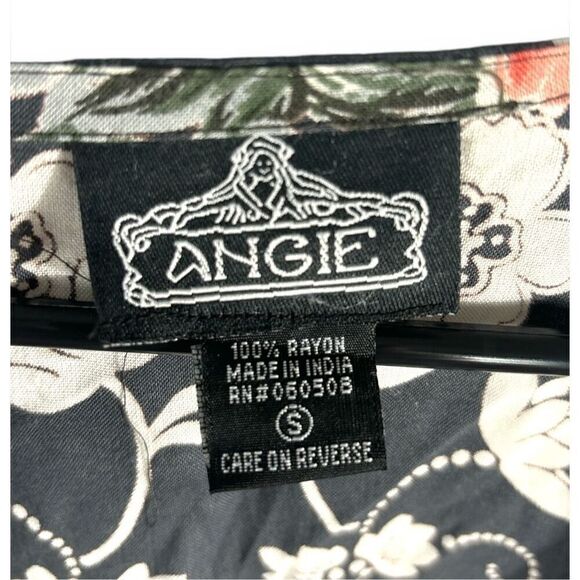 ANGIE
100% RAYON
MADE IN INDIA
RN#060508
S
CARE ON REVERSE